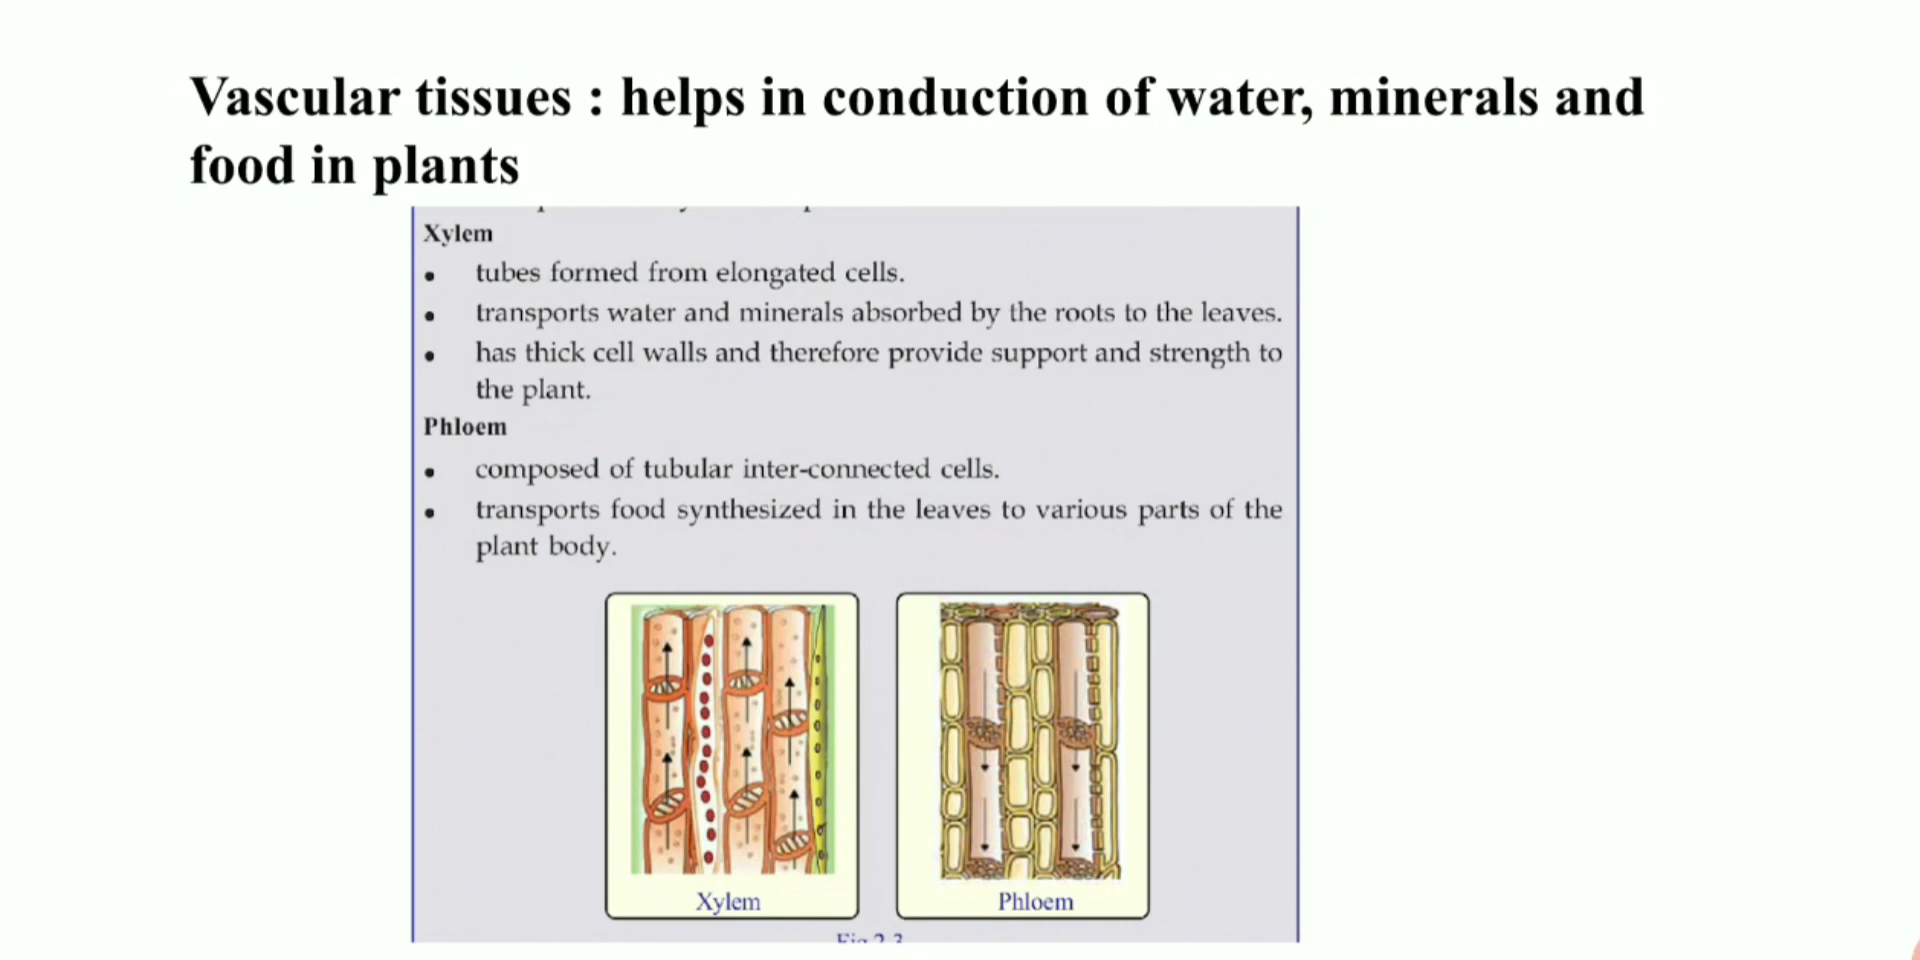 Vascular tissues : helps in conduction of water, minerals and
food in plants
Xylem
• tubes formed from elongated cells.
• transports water and minerals absorbed by the roots to the leaves.
• has thick cell walls and therefore provide support and strength to
the plant.
Phloem
• composed of tubular inter-connected cells.
• transports food synthesized in the leaves to various parts of the
plant body.
Xylem
Phloem